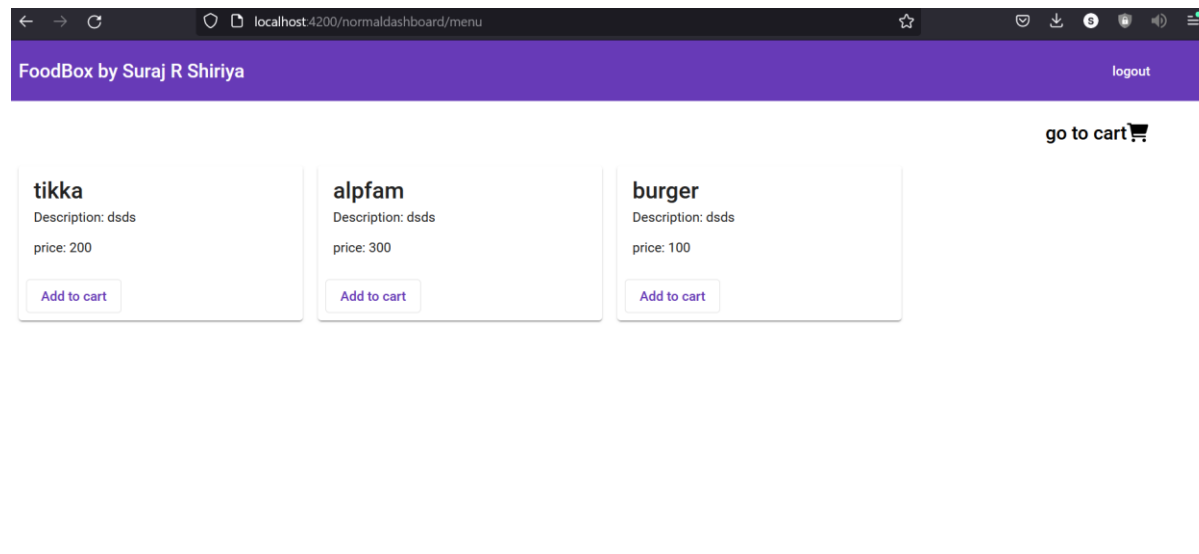 localhost:4200/normaldashboard/menu
S
FoodBox by Suraj R Shiriya
logout
go to cart
tikka
Description: dsds
price: 200
Add to cart
alpfam
Description: dsds
price: 300
Add to cart
burger
Description: dsds
price: 100
Add to cart